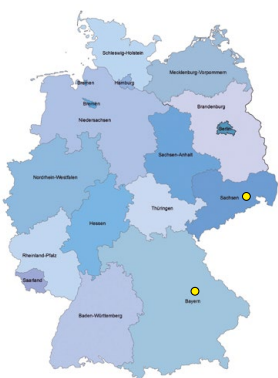 Schleswig-Holstein
Mecklenburg-Vorpommern
Bremen
Hamburg
Bremen
Brandenburg
Niedersachsen
Berlin
Sachsen-Anhalt
Nordrhein-Westfalen
Sachsen
Thüringen
Hessen
Rheinland-Pfalz
Saarland
Bayern
Baden-Württemberg